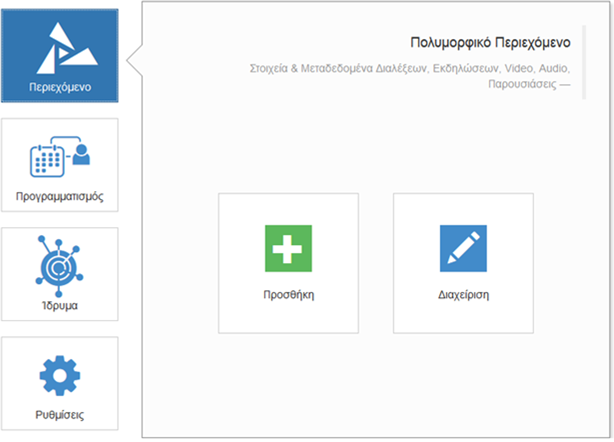 Περιεχόμενο
Προγραμματισμός
Ίδρυμα
Ρυθμίσεις
Πολυμορφικό Περιεχόμενο
Στοιχεία & Μεταδεδομένα Διαλέξεων, Εκδηλώσεων, Video, Audio,
Παρουσιάσεις —
Προσθήκη
Διαχείριση